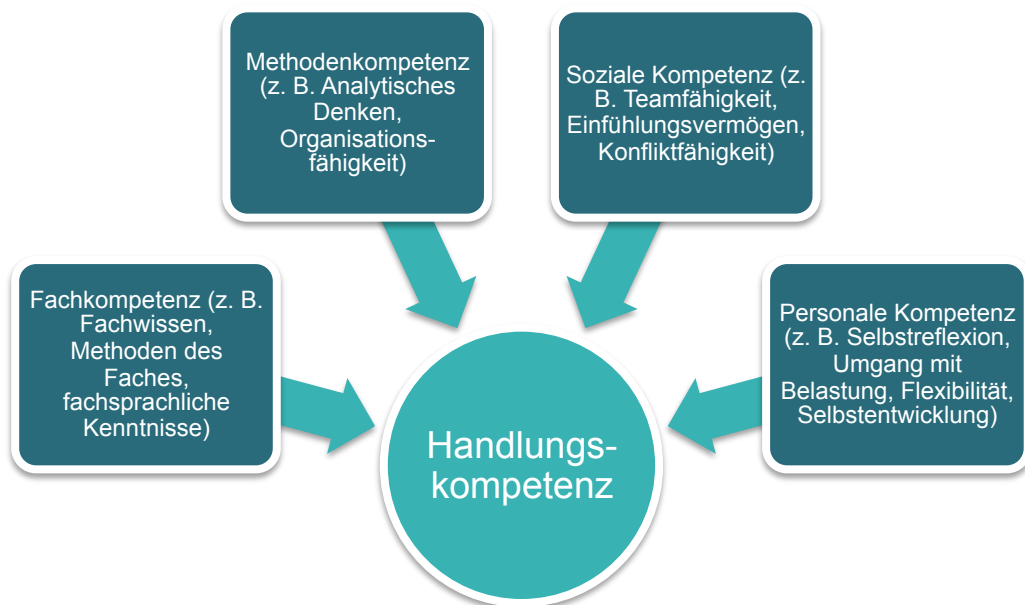 Methodenkompetenz
(z. B. Analytisches
Denken,
Organisations-
fähigkeit)
Soziale Kompetenz (z.
B. Teamfähigkeit,
Einfühlungsvermögen,
Konfliktfähigkeit)
Fachkompetenz (z. B.
Fachwissen,
Methoden des
Faches,
fachsprachliche
Kenntnisse)
Personale Kompetenz
(z. B. Selbstreflexion,
Umgang mit
Belastung, Flexibilität,
Selbstentwicklung)
Handlungs-
kompetenz